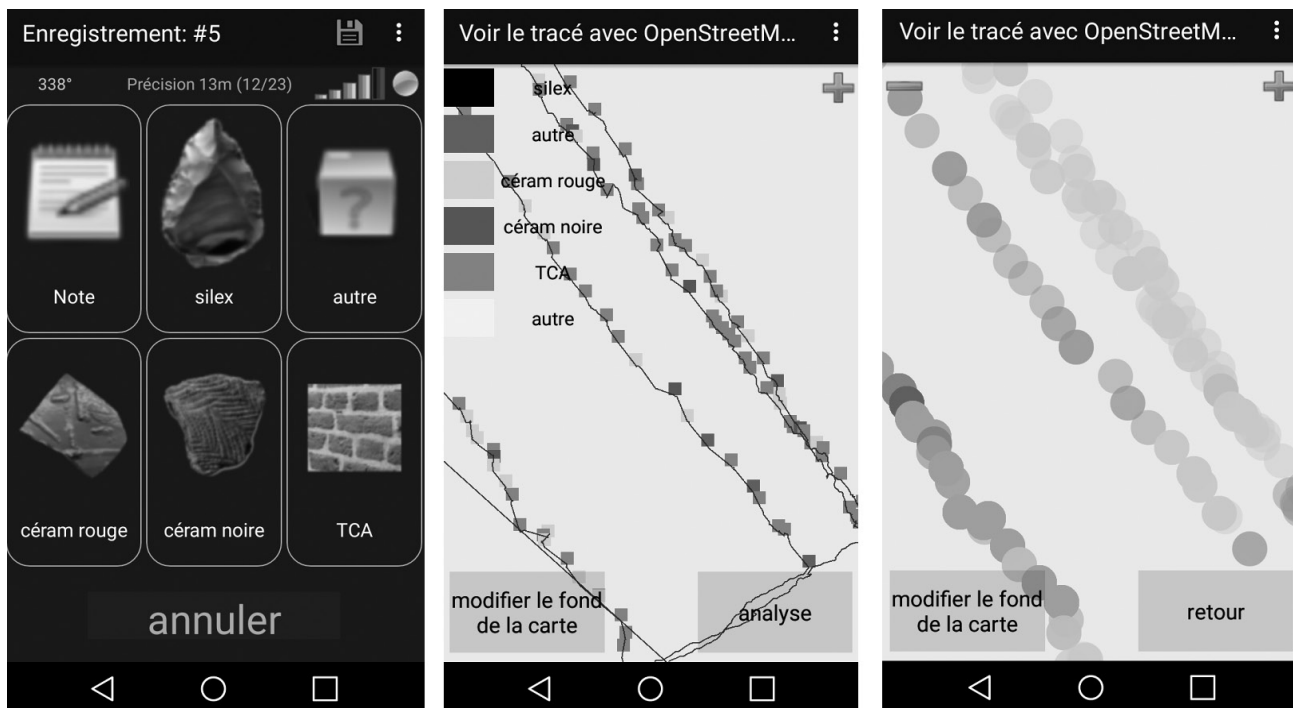 Enregistrement: #5
338°
Précision 13m (12/23)
Note
silex
autre
céram rouge
céram noire
TCA
annuler
Voir le tracé avec OpenStreetM...
silex
autre
céram rouge
céram noire
TCA
autre
modifier le fond
de la carte
analyse
Voir le tracé avec OpenStreetM...
modifier le fond
de la carte
retour